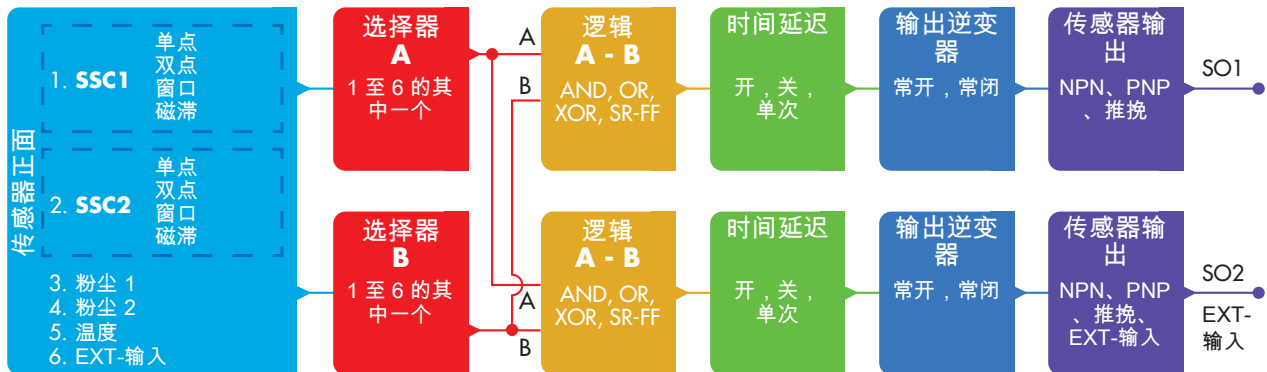 传感器正面
1. SSC1
单点
双点
窗口
磁滞
2. SSC2
单点
双点
窗口
磁滞
3. 粉尘 1
4. 粉尘 2
5. 温度
6. EXT-输入
选择器
A
1 至 6 的其
中一个
A
B
逻辑
A - B
AND, OR,
XOR, SR-FF
时间延迟
开，关，
单次
输出逆变
器
常开，常闭
传感器输
出
NPN、PNP
、推挽
SO1
选择器
B
1 至 6 的其
中一个
A
B
逻辑
A - B
AND, OR,
XOR, SR-FF
时间延迟
开，关，
单次
输出逆变
器
常开，常闭
传感器输
出
NPN、PNP
、推挽、
EXT-输入
SO2
EXT-
输入